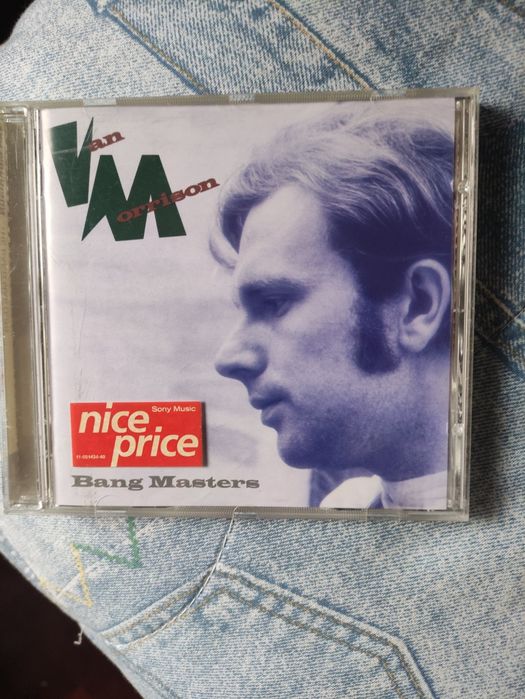 Van
Morrison
Sony Music
nice
price
Bang Masters